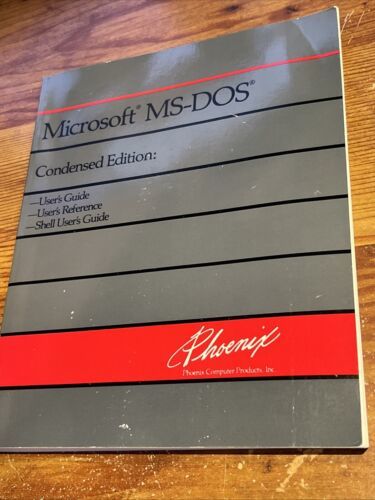 Microsoft® MS-DOS®
Condensed Edition:
—User's Guide
—User's Reference
—Shell User's Guide
Phoenix
Phoenix Computer Products, Inc.